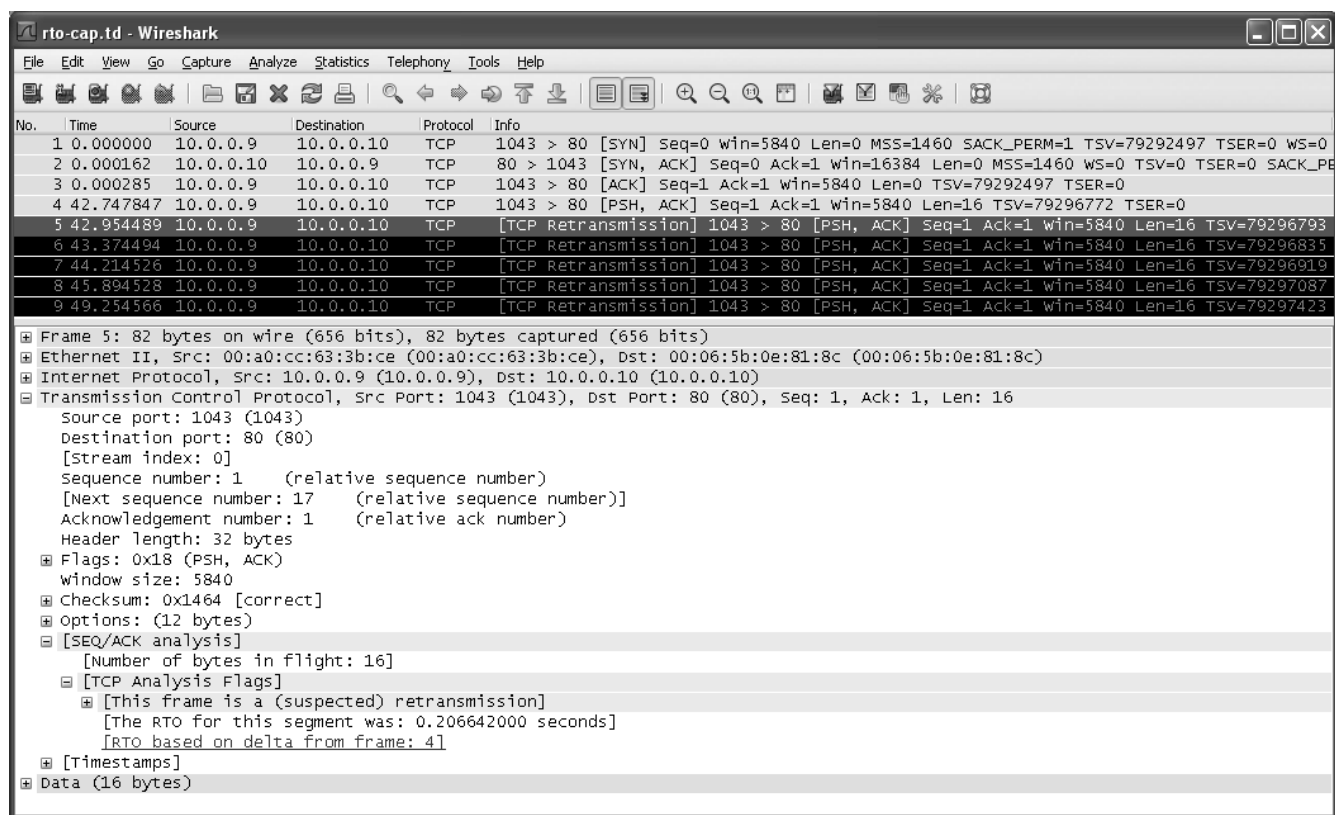 rto-cap.td - Wireshark
File Edit View Go Capture Analyze Statistics Telephony Tools Help
No. Time Source Destination Protocol Info
1 0.000000 10.0.0.9 10.0.0.10 TCP 1043 > 80 [SYN] Seq=0 Win=5840 Len=0 MSS=1460 SACK_PERM=1 TSV=79292497 TSER=0 WS=0
2 0.000162 10.0.0.10 10.0.0.9 TCP 80 > 1043 [SYN, ACK] Seq=0 Ack=1 Win=16384 Len=0 MSS=1460 WS=0 TSV=0 TSER=0 SACK_PE
3 0.000285 10.0.0.9 10.0.0.10 TCP 1043 > 80 [ACK] Seq=1 Ack=1 Win=5840 Len=0 TSV=79292497 TSER=0
4 42.747847 10.0.0.9 10.0.0.10 TCP 1043 > 80 [PSH, ACK] Seq=1 Ack=1 Win=5840 Len=16 TSV=79296772 TSER=0
5 42.954489 10.0.0.9 10.0.0.10 TCP [TCP Retransmission] 1043 > 80 [PSH, ACK] Seq=1 Ack=1 Win=5840 Len=16 TSV=79296793
6 43.374494 10.0.0.9 10.0.0.10 TCP [TCP Retransmission] 1043 > 80 [PSH, ACK] Seq=1 Ack=1 Win=5840 Len=16 TSV=79296835
7 44.214526 10.0.0.9 10.0.0.10 TCP [TCP Retransmission] 1043 > 80 [PSH, ACK] Seq=1 Ack=1 Win=5840 Len=16 TSV=79296919
8 45.894528 10.0.0.9 10.0.0.10 TCP [TCP Retransmission] 1043 > 80 [PSH, ACK] Seq=1 Ack=1 Win=5840 Len=16 TSV=79297087
9 49.254566 10.0.0.9 10.0.0.10 TCP [TCP Retransmission] 1043 > 80 [PSH, ACK] Seq=1 Ack=1 Win=5840 Len=16 TSV=79297423
Frame 5: 82 bytes on wire (656 bits), 82 bytes captured (656 bits)
Ethernet II, Src: 00:a0:cc:63:3b:ce (00:a0:cc:63:3b:ce), Dst: 00:06:5b:0e:81:8c (00:06:5b:0e:81:8c)
Internet Protocol, Src: 10.0.0.9 (10.0.0.9), Dst: 10.0.0.10 (10.0.0.10)
Transmission Control Protocol, Src Port: 1043 (1043), Dst Port: 80 (80), Seq: 1, Ack: 1, Len: 16
Source port: 1043 (1043)
Destination port: 80 (80)
[Stream index: 0]
Sequence number: 1 (relative sequence number)
[Next sequence number: 17 (relative sequence number)]
Acknowledgement number: 1 (relative ack number)
Header length: 32 bytes
Flags: 0x18 (PSH, ACK)
Window size: 5840
Checksum: 0x1464 [correct]
Options: (12 bytes)
[SEQ/ACK analysis]
[Number of bytes in flight: 16]
[TCP Analysis Flags]
[This frame is a (suspected) retransmission]
[The RTO for this segment was: 0.206642000 seconds]
[RTO based on delta from frame: 4]
[Timestamps]
Data (16 bytes)